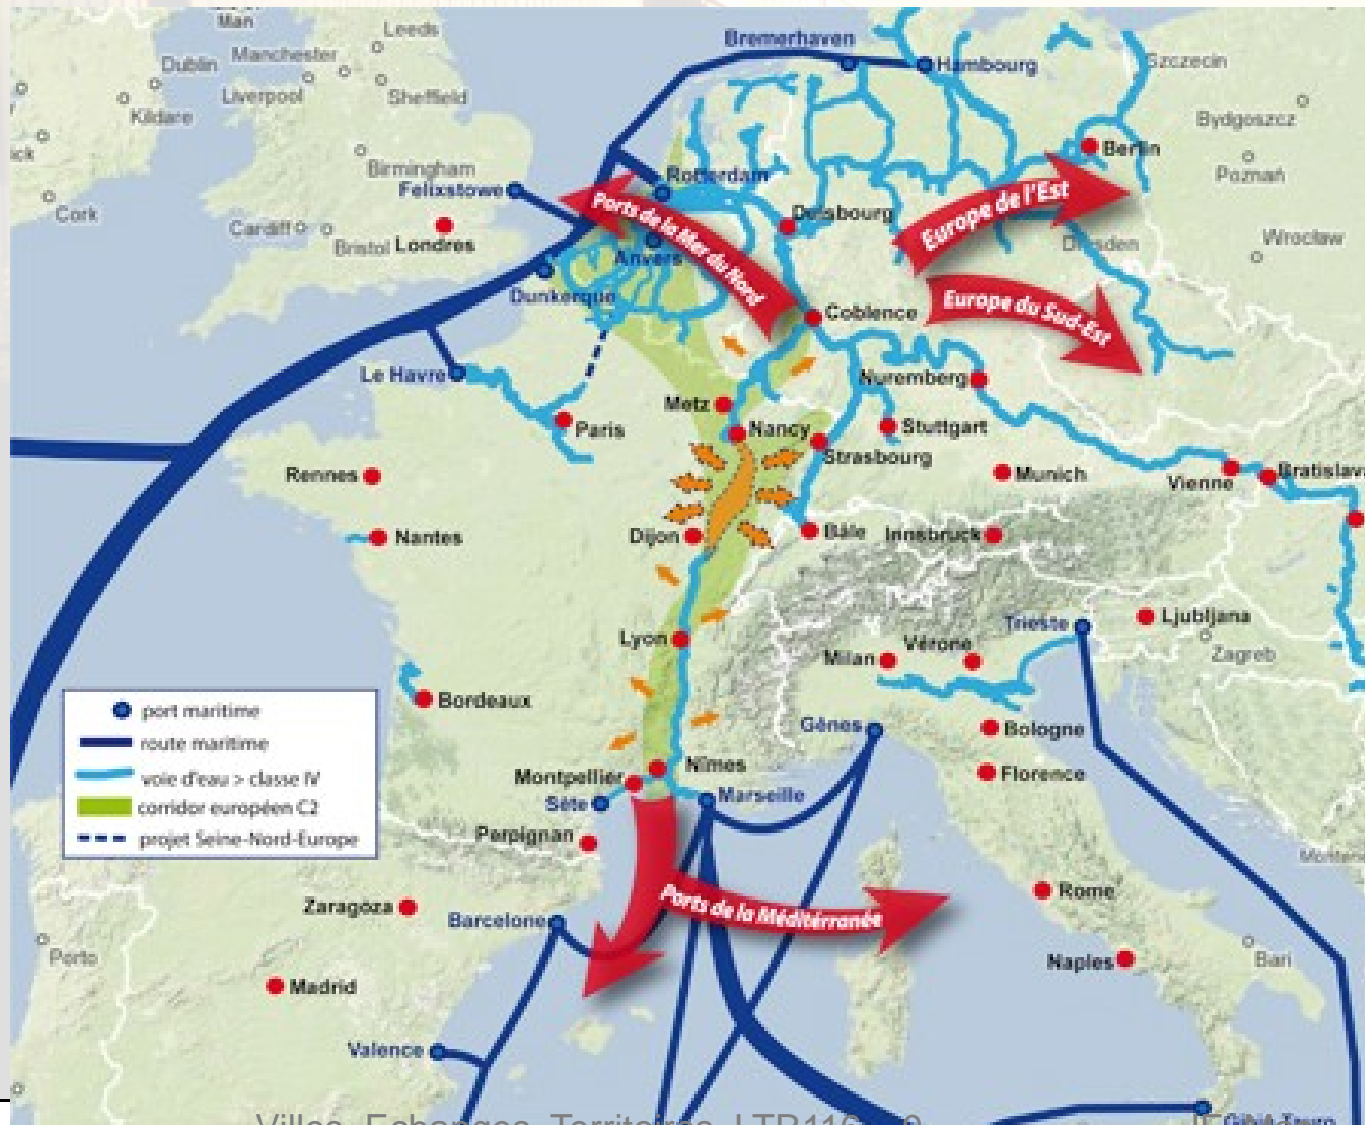 Man
Leeds
Dublin
Manchester
Liverpool
Sheffield
Kildare
Birmingham
Cork
Cardiff
Bristol
Londres
Felixstowe
Bremerhaven
Hambourg
Szczecin
Bydgoszcz
Berlin
Poznań
Rotterdam
Duisbourg
Europe de l'Est
Ports de la Mer du Nord
Anvers
Dresden
Wrocław
Dunkerque
Coblence
Europe du Sud-Est
Le Havre
Nuremberg
Metz
Paris
Nancy
Stuttgart
Strasbourg
Rennes
Munich
Vienne
Bratislava
Nantes
Dijon
Bâle
Innsbruck
Lyon
Trieste
Ljubljana
Milan
Vérone
Zagreb
Bordeaux
Gênes
Bologne
Florence
port maritime
route maritime
voie d'eau > classe IV
corridor européen C2
projet Seine-Nord-Europe
Montpellier
Nîmes
Sète
Marseille
Perpignan
Zaragoza
Barcelone
Ports de la Méditérranée
Rome
Naples
Bari
Porto
Madrid
Valence